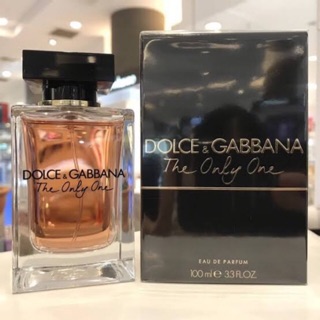 DOLCE & GABBANA
The Only One
DOLCE & GABBANA
The Only One
EAU DE PARFUM
100 ml ℮ 3.3 FL.OZ.